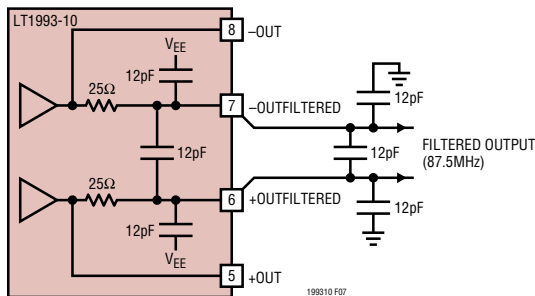 LT1993-10
8
–OUT
VEE
12pF
25Ω
7
–OUTFILTERED
12pF
12pF
12pF
FILTERED OUTPUT
(87.5MHz)
25Ω
6
+OUTFILTERED
12pF
12pF
VEE
5
+OUT
199310 F07